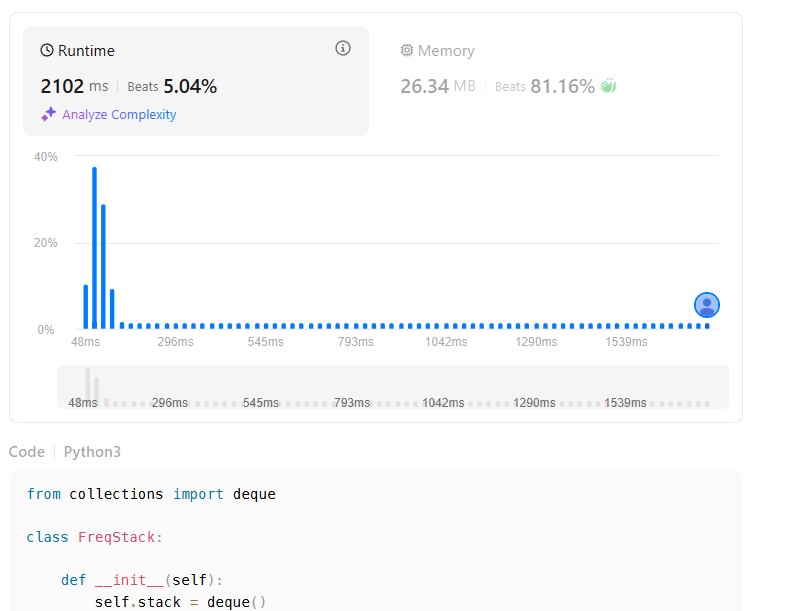 Runtime
2102 ms | Beats 5.04%
Analyze Complexity
Memory
26.34 MB | Beats 81.16%
40%
20%
0%
48ms 296ms 545ms 793ms 1042ms 1290ms 1539ms
48ms 296ms 545ms 793ms 1042ms 1290ms 1539ms
Code | Python3
from collections import deque
class FreqStack:
def __init__(self):
self.stack = deque()